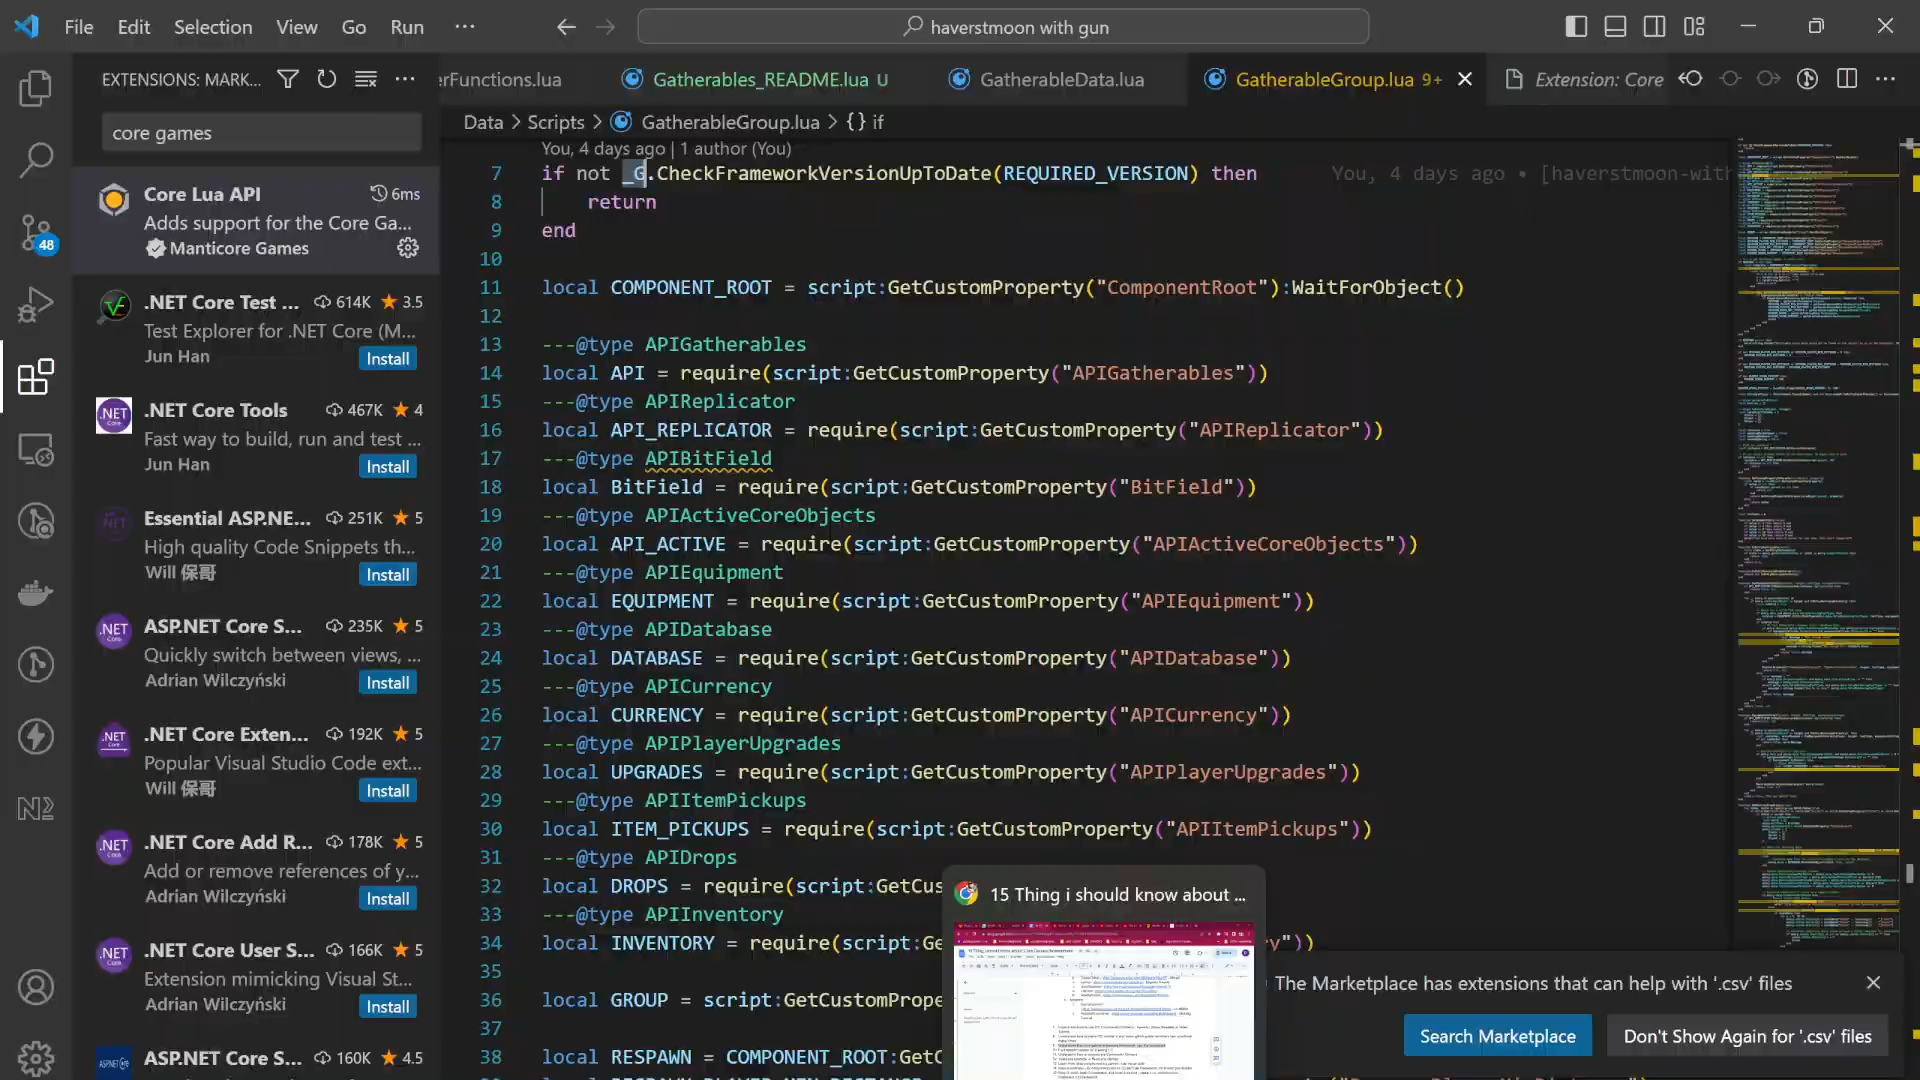 File Edit Selection View Go Run ···
haverstmoon with gun
EXTENSIONS: MARK...
core games
Core Lua API 6ms
Adds support for the Core Ga...
Manticore Games
.NET Core Test ... 614K 3.5
Test Explorer for .NET Core (M...
Jun Han
Install
.NET Core Tools 467K 4
Fast way to build, run and test ...
Jun Han
Install
Essential ASP.NE... 251K 5
High quality Code Snippets th...
Will 保哥
Install
ASP.NET Core S... 235K 5
Quickly switch between views, ...
Adrian Wilczyński
Install
.NET Core Exten... 192K 5
Popular Visual Studio Code ext...
Will 保哥
Install
.NET Core Add R... 178K 5
Add or remove references of y...
Adrian Wilczyński
Install
.NET Core User S... 166K 5
Extension mimicking Visual St...
Adrian Wilczyński
Install
ASP.NET Core S... 160K 4.5
48
erFunctions.lua
Gatherables_README.lua U
GatherableData.lua
GatherableGroup.lua 9+
Extension: Core
Data > Scripts > GatherableGroup.lua > {} if
You, 4 days ago | 1 author (You)
7 if not _G.CheckFrameworkVersionUpToDate(REQUIRED_VERSION) then You, 4 days ago • [haverstmoon-with
8 return
9 end
10
11 local COMPONENT_ROOT = script:GetCustomProperty("ComponentRoot"):WaitForObject()
12
13 ---@type APIGatherables
14 local API = require(script:GetCustomProperty("APIGatherables"))
15 ---@type APIReplicator
16 local API_REPLICATOR = require(script:GetCustomProperty("APIReplicator"))
17 ---@type APIBitField
18 local BitField = require(script:GetCustomProperty("BitField"))
19 ---@type APIActiveCoreObjects
20 local API_ACTIVE = require(script:GetCustomProperty("APIActiveCoreObjects"))
21 ---@type APIEquipment
22 local EQUIPMENT = require(script:GetCustomProperty("APIEquipment"))
23 ---@type APIDatabase
24 local DATABASE = require(script:GetCustomProperty("APIDatabase"))
25 ---@type APICurrency
26 local CURRENCY = require(script:GetCustomProperty("APICurrency"))
27 ---@type APIPlayerUpgrades
28 local UPGRADES = require(script:GetCustomProperty("APIPlayerUpgrades"))
29 ---@type APIItemPickups
30 local ITEM_PICKUPS = require(script:GetCustomProperty("APIItemPickups"))
31 ---@type APIDrops
32 local DROPS = require(script:GetCus
33 ---@type APIInventory
34 local INVENTORY = require(script:Ge y"))
35
36 local GROUP = script:GetCustomPrope
37
38 local RESPAWN = COMPONENT_ROOT:GetC
15 Thing i should know about ...
The Marketplace has extensions that can help with '.csv' files
Search Marketplace
Don't Show Again for '.csv' files